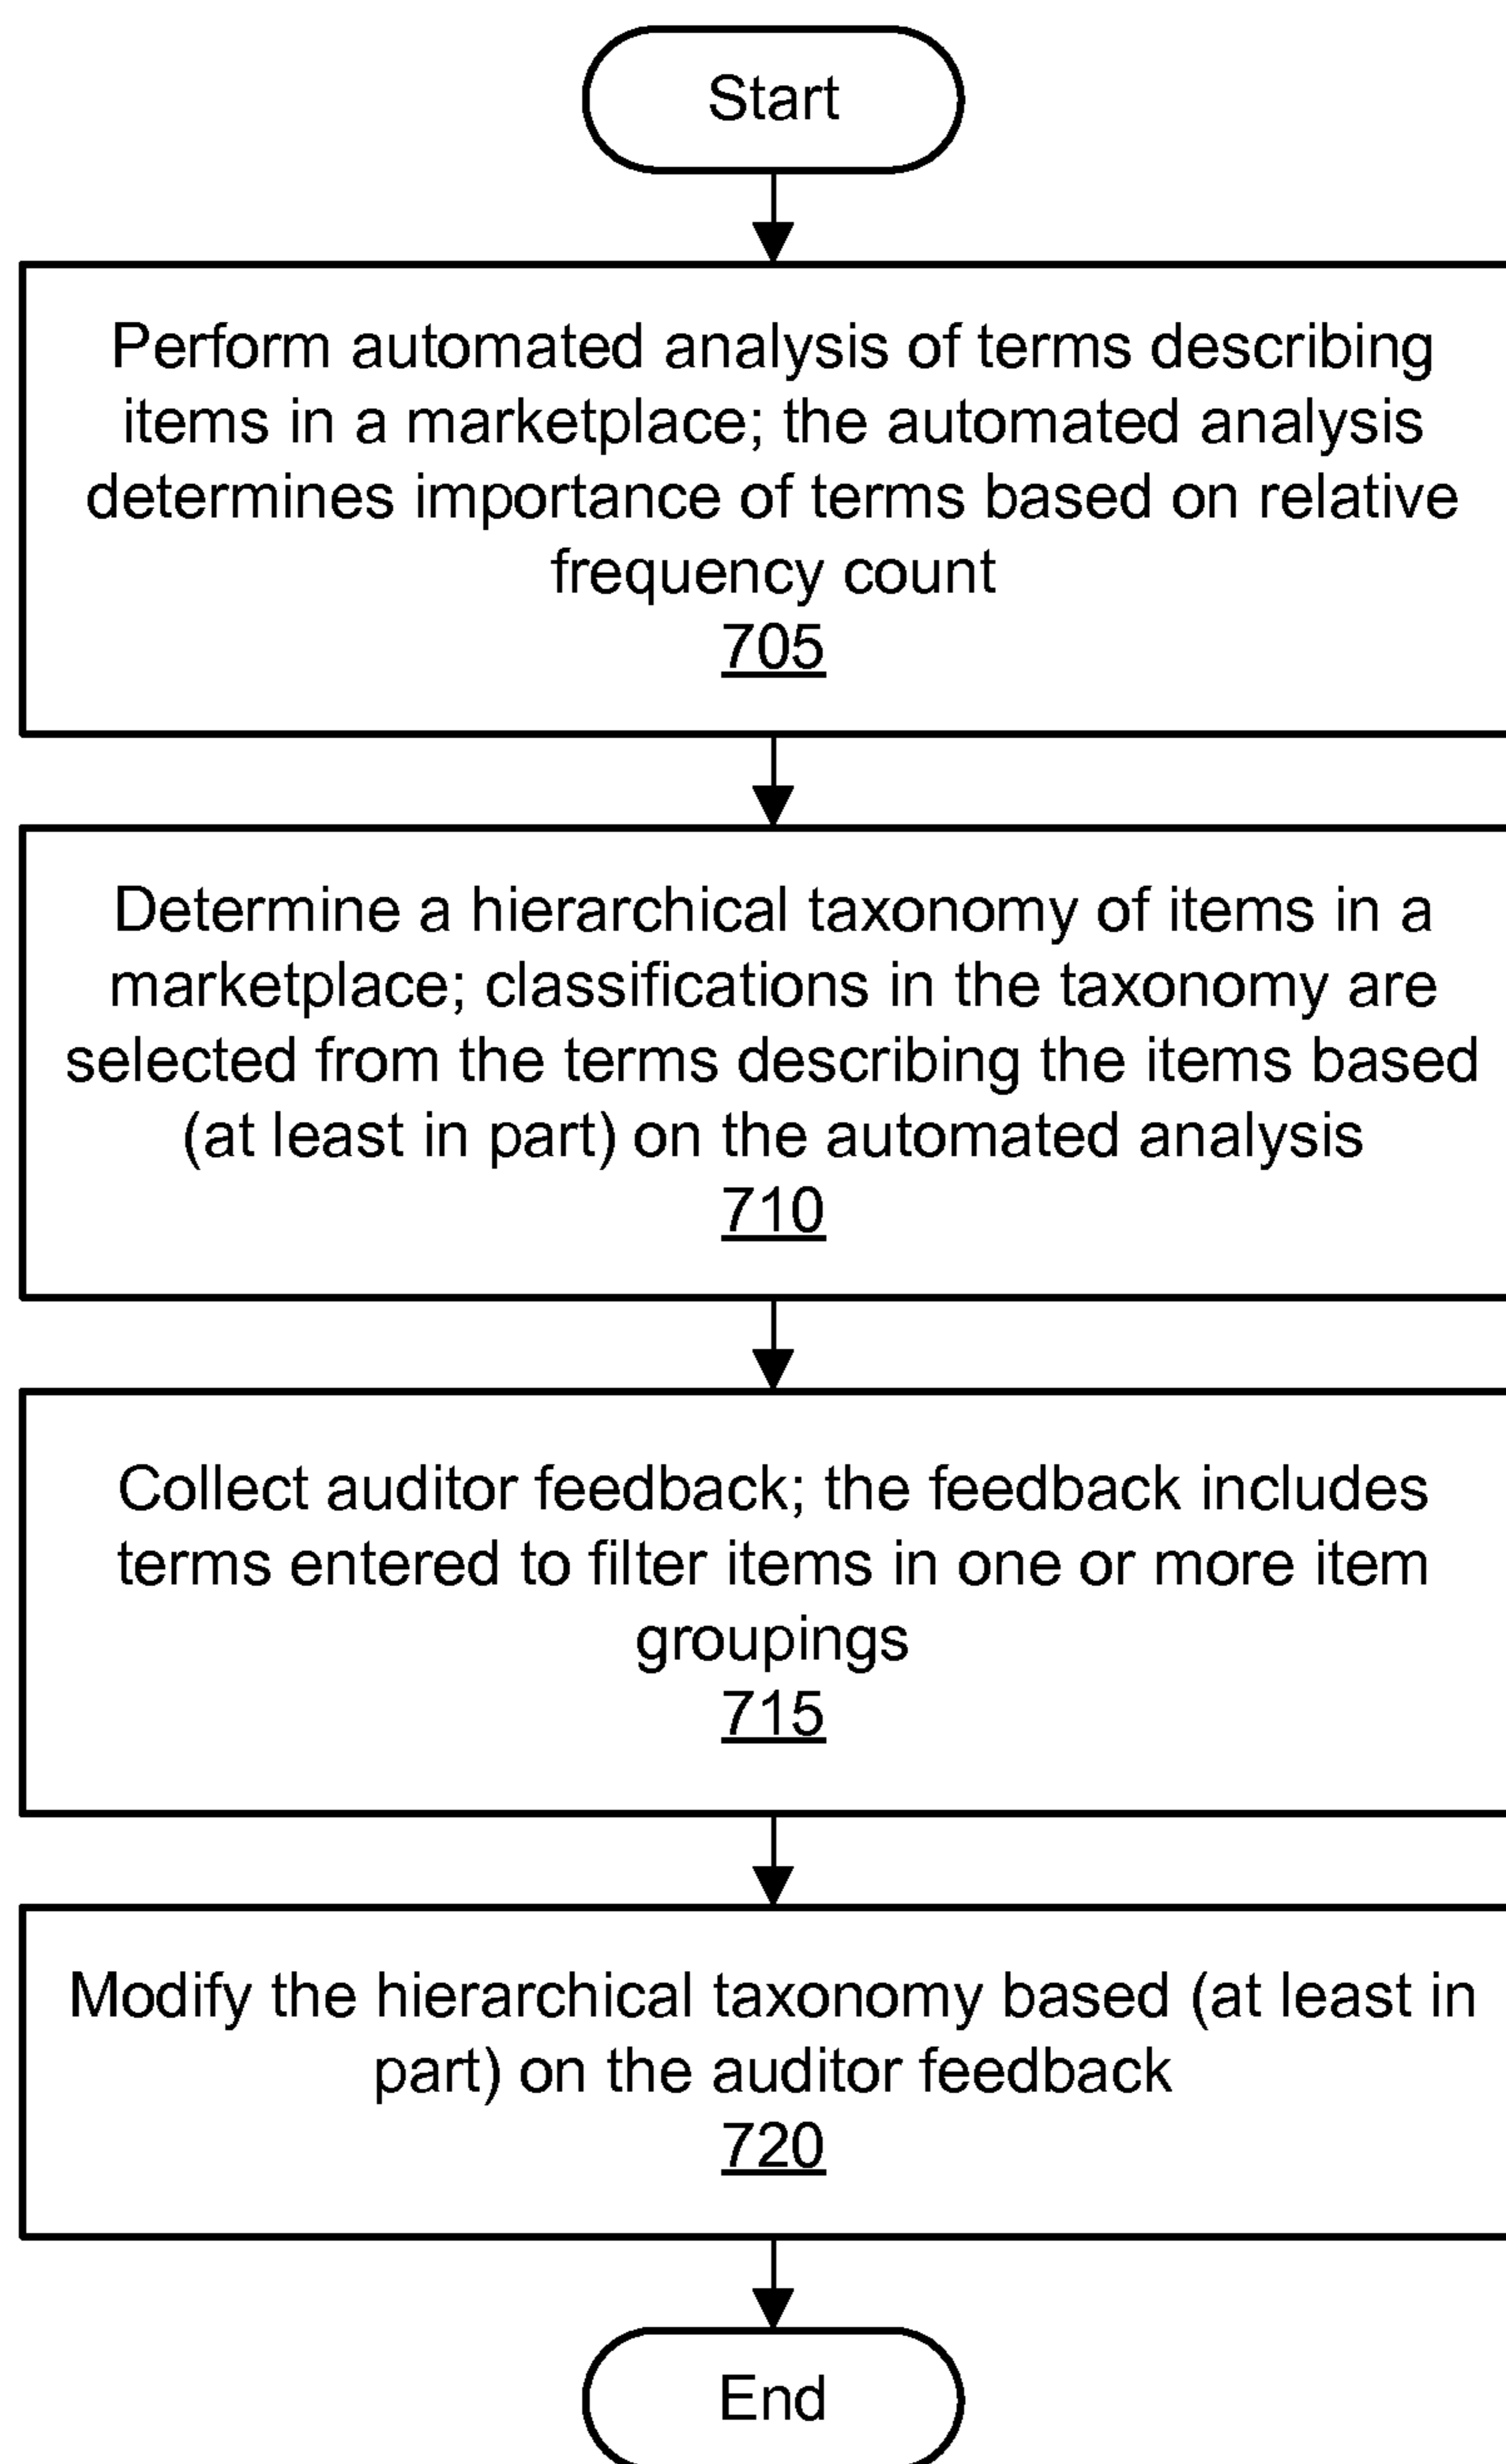 Start
Perform automated analysis of terms describing
items in a marketplace; the automated analysis
determines importance of terms based on relative
frequency count
705
Determine a hierarchical taxonomy of items in a
marketplace; classifications in the taxonomy are
selected from the terms describing the items based
(at least in part) on the automated analysis
710
Collect auditor feedback; the feedback includes
terms entered to filter items in one or more item
groupings
715
Modify the hierarchical taxonomy based (at least in
part) on the auditor feedback
720
End